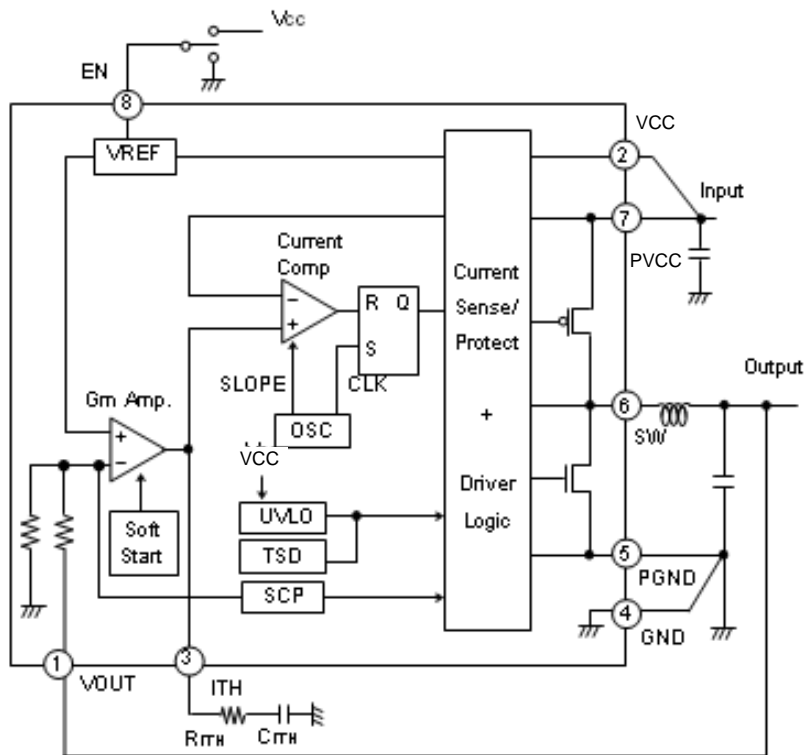 Vcc
EN
8
VCC
VREF
2
Input
7
Current
Comp
PVCC
Current
Sense/
Protect
+
Driver
Logic
R Q
S
SLOPE
CLK
Gm Amp.
OSC
Output
6
SW
VCC
Soft
Start
UVLO
TSD
SCP
5
PGND
4
GND
1
VOUT
3
ITH
RITH
CITH